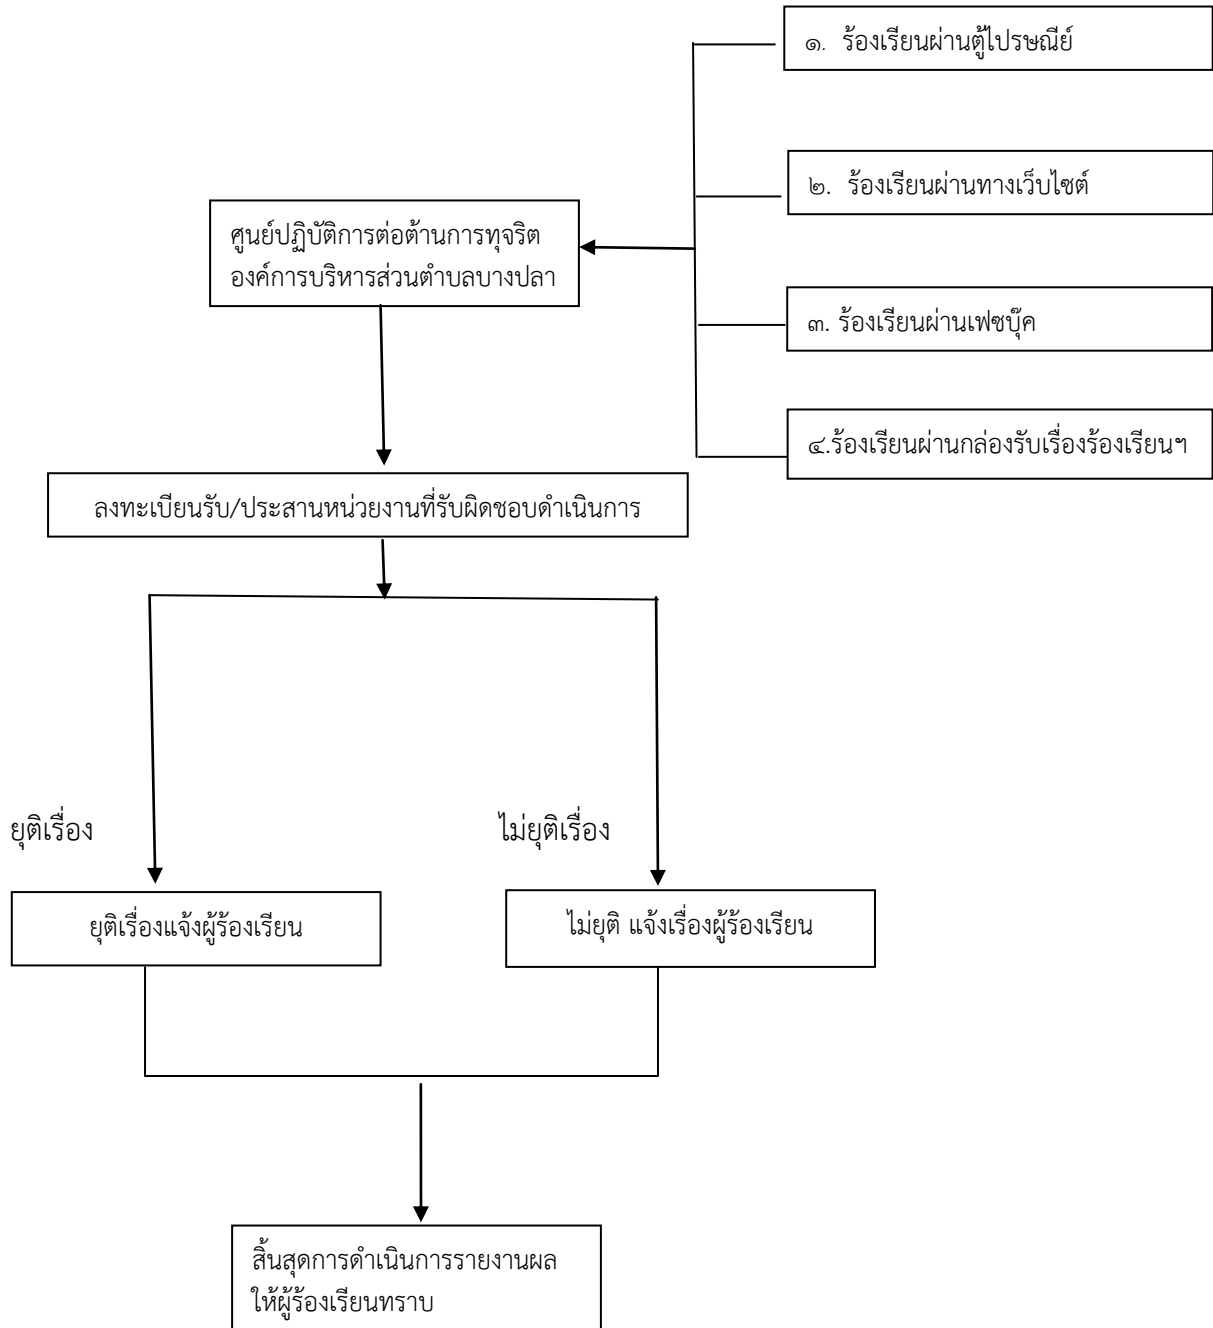 ๑. ร้องเรียนผ่านตู้ไปรษณีย์
๒. ร้องเรียนผ่านทางเว็บไซต์
ศูนย์ปฏิบัติการต่อต้านการทุจริต
องค์การบริหารส่วนตำบลบางปลา
๓. ร้องเรียนผ่านเฟซบุ๊ค
๔.ร้องเรียนผ่านกล่องรับเรื่องร้องเรียนฯ
ลงทะเบียนรับ/ประสานหน่วยงานที่รับผิดชอบดำเนินการ
ยุติเรื่อง
ไม่ยุติเรื่อง
ยุติเรื่องแจ้งผู้ร้องเรียน
ไม่ยุติ แจ้งเรื่องผู้ร้องเรียน
สิ้นสุดการดำเนินการรายงานผล
ให้ผู้ร้องเรียนทราบ